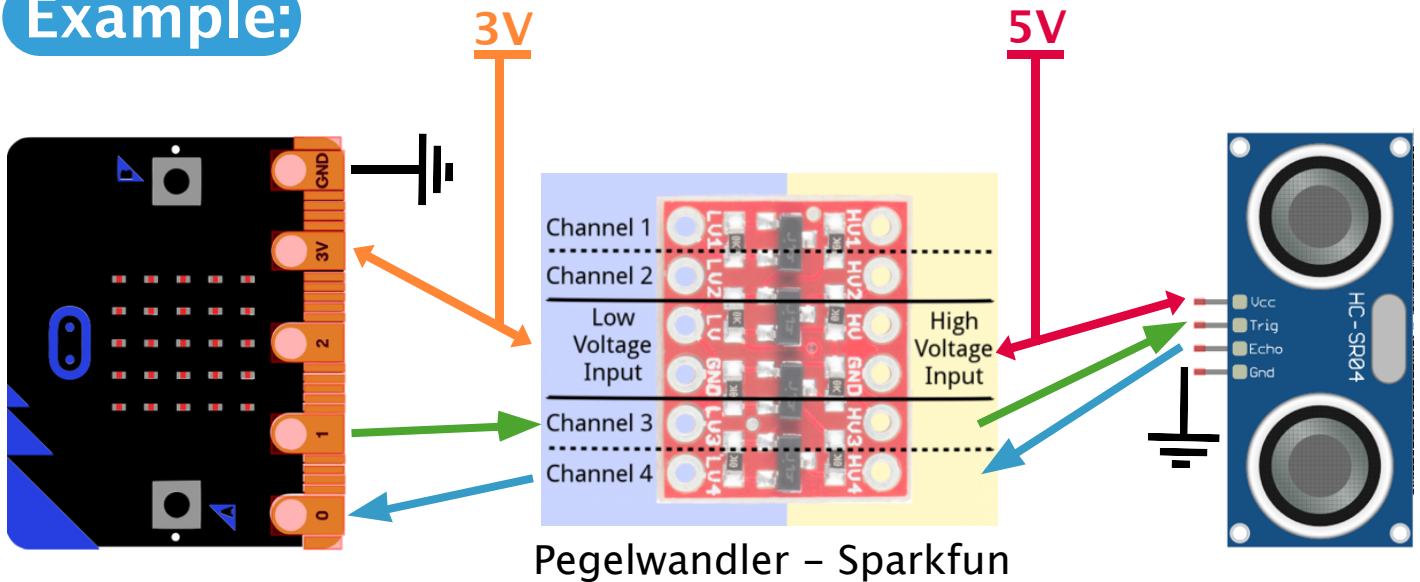 Example:
3V
5V
B
GND
3V
2
1
0
A
Channel 1
Channel 2
Low
Voltage
Input
Channel 3
Channel 4
LV1
LV2
LV
GND
LV3
LV4
HV1
HV2
HV
GND
HV3
HV4
High
Voltage
Input
Vcc
Trig
Echo
Gnd
HC-SR04
Pegelwandler – Sparkfun